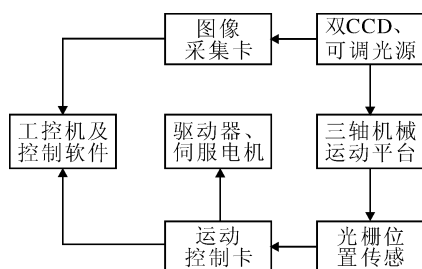 图像
采集卡
双CCD、
可调光源
工控机及
控制软件
驱动器、
伺服电机
三轴机械
运动平台
运动
控制卡
光栅位
置传感